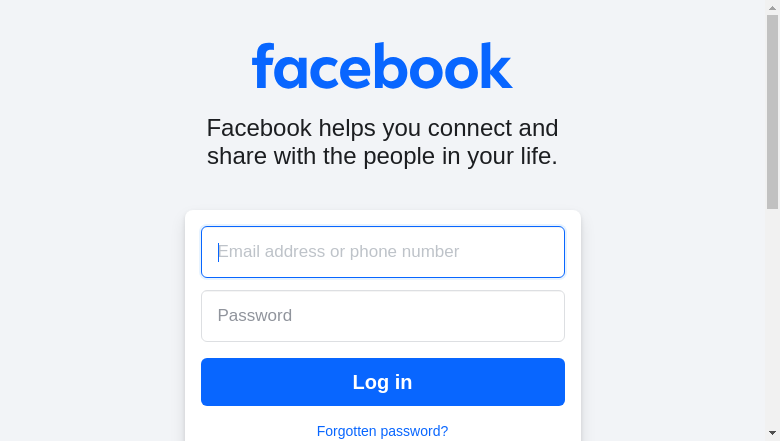 facebook
Facebook helps you connect and
share with the people in your life.
Email address or phone number
Password
Log in
Forgotten password?